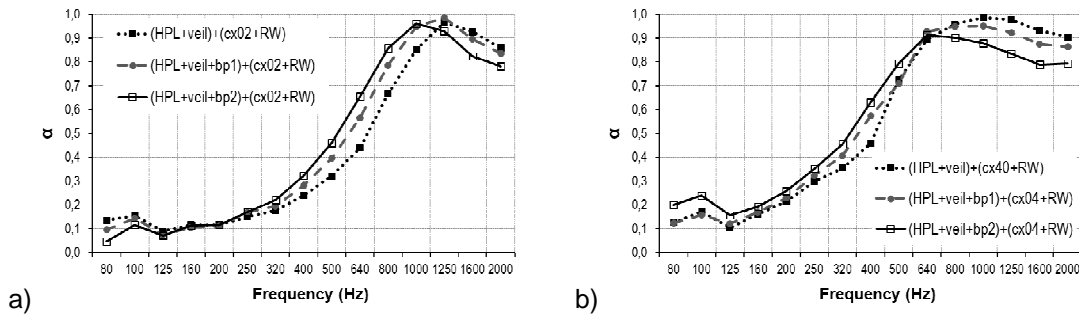 (HPL+veil)+(cx02+RW)
(HPL+veil+bp1)+(cx02+RW)
(HPL+veil+bp2)+(cx02+RW)
1,0
0,9
0,8
0,7
0,6
0,5
0,4
0,3
0,2
0,1
0,0
α
80 100 125 160 200 250 320 400 500 640 800 1000 1250 1600 2000
Frequency (Hz)
a)
1,0
0,9
0,8
0,7
0,6
0,5
0,4
0,3
0,2
0,1
0,0
α
(HPL+veil)+(cx40+RW)
(HPL+veil+bp1)+(cx04+RW)
(HPL+veil+bp2)+(cx04+RW)
80 100 125 160 200 250 320 400 500 640 800 1000 1250 1600 2000
Frequency (Hz)
b)